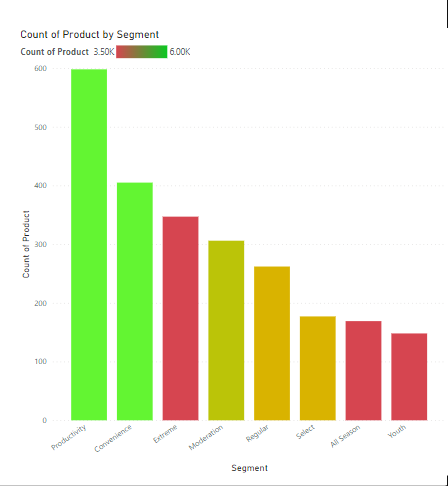 Count of Product by Segment
Count of Product 3.50K 6.00K
600
500
400
300
200
100
0
Count of Product
Productivity Convenience Extreme Moderation Regular Select All Season Youth
Segment